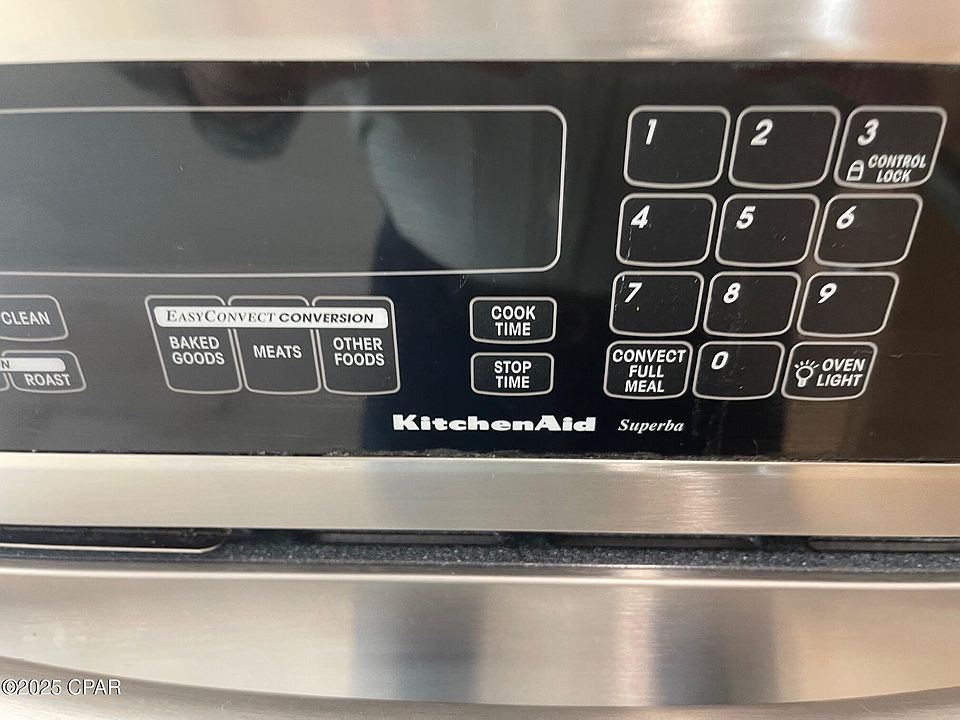 1
2
3
CONTROL
LOCK
4
5
6
7
8
9
CONVECT
FULL
MEAL
0
OVEN
LIGHT
CLEAN
N
ROAST
EASYCONVECT CONVERSION
BAKED
GOODS
MEATS
OTHER
FOODS
COOK
TIME
STOP
TIME
KitchenAid Superba
©2025 CPAR